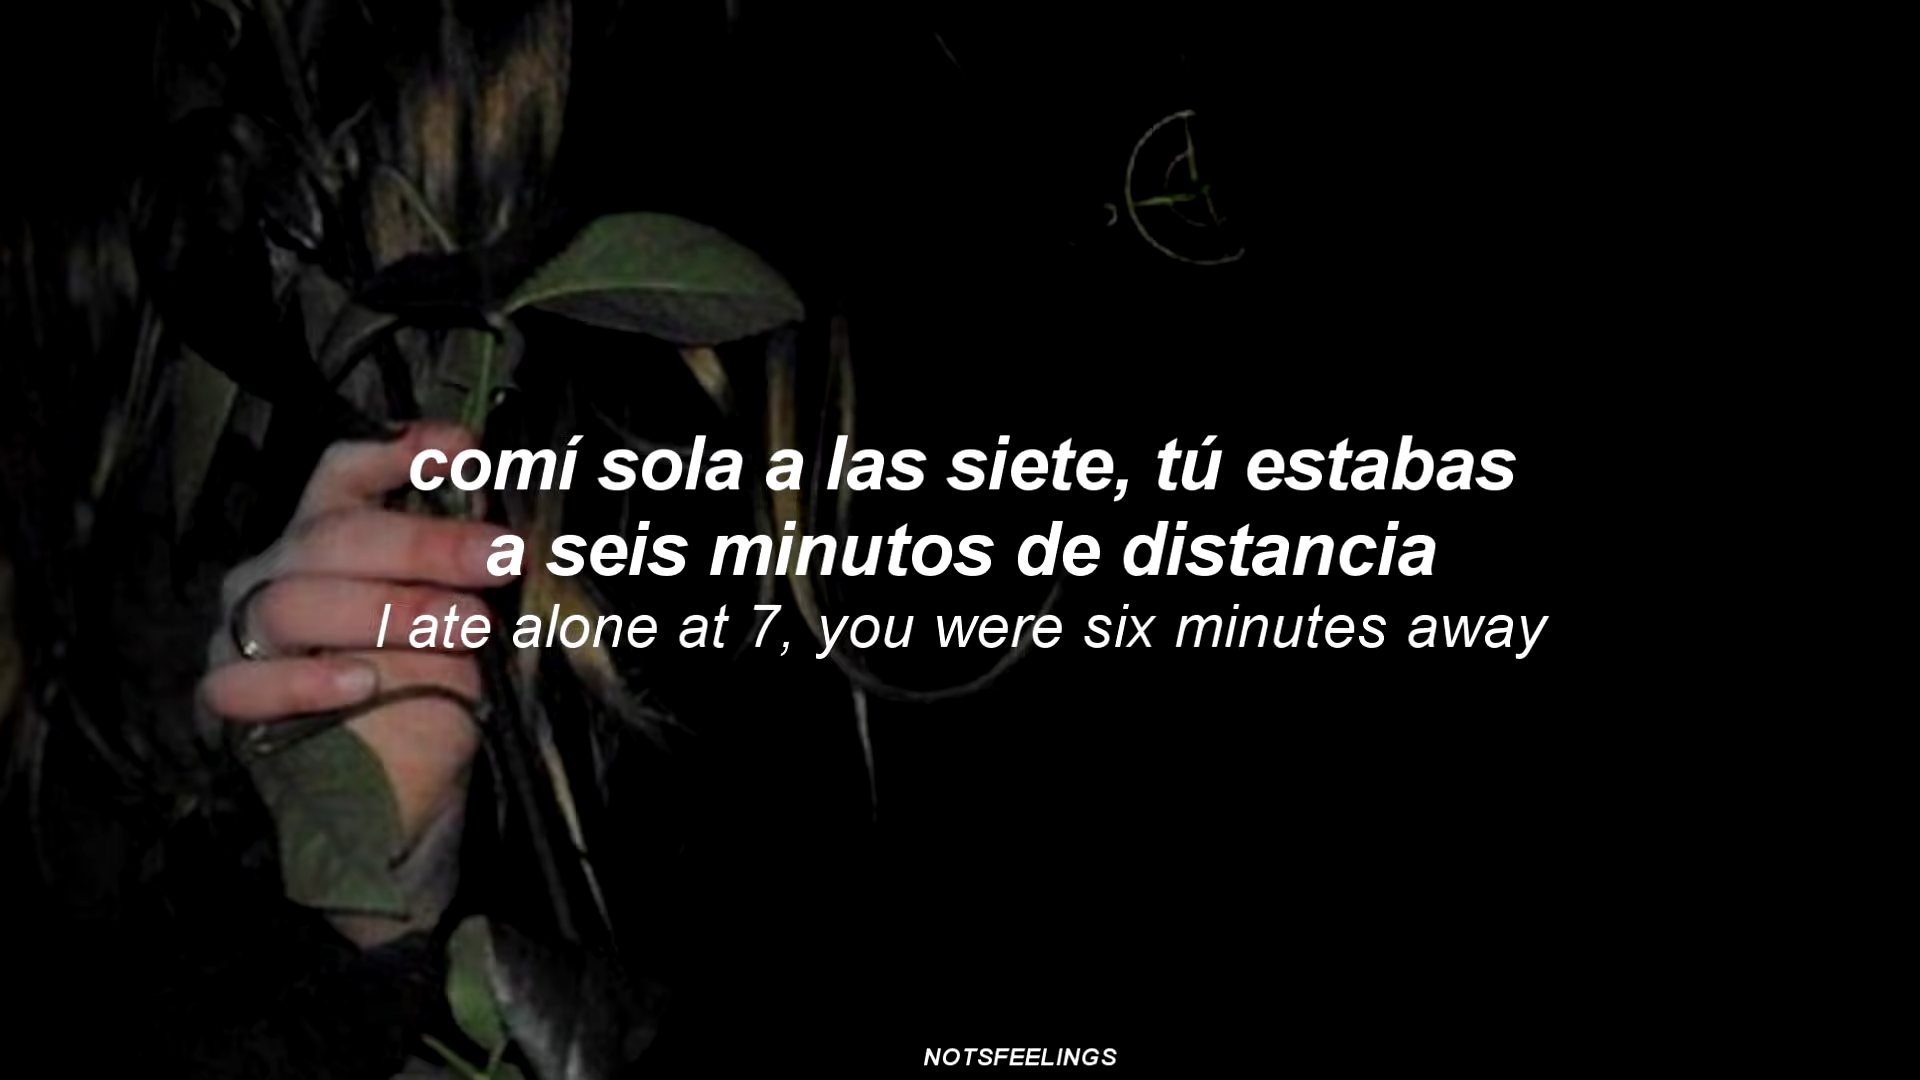 comí sola a las siete, tú estabas
a seis minutos de distancia
I ate alone at 7, you were six minutes away
NOTSFEELINGS